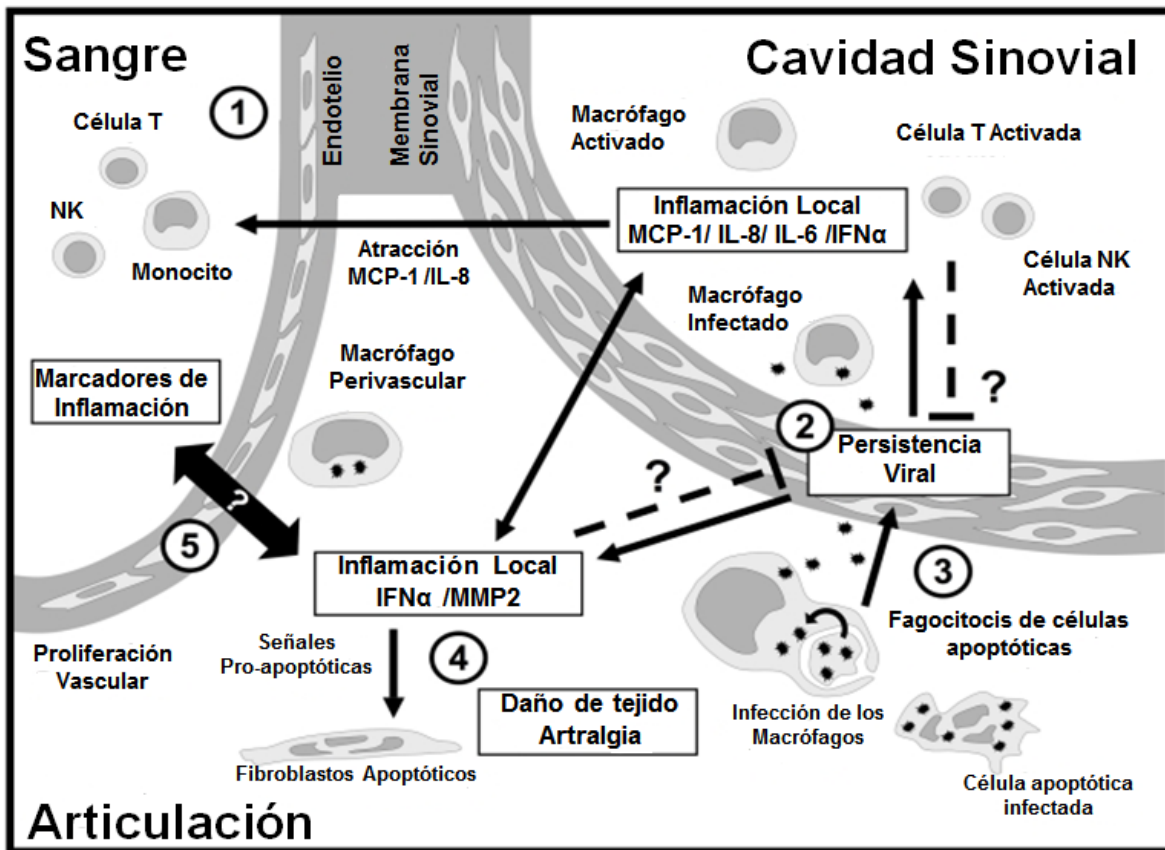 Sangre
Cavidad Sinovial
1
Célula T
NK
Monocito
Endotelio
Membrana
Sinovial
Macrófago
Activado
Célula T Activada
Inflamación Local
MCP-1/ IL-8/ IL-6 /IFNα
Célula NK
Activada
Atracción
MCP-1 /IL-8
Macrófago
Infectado
Macrófago
Perivascular
Marcadores de
Inflamación
?
2
Persistencia
Viral
?
?
5
Inflamación Local
IFNα /MMP2
3
Fagocitocis de células
apoptóticas
Proliferación
Vascular
Señales
Pro-apoptóticas
4
Daño de tejido
Artralgia
Infección de los
Macrófagos
Fibroblastos Apoptóticos
Célula apoptótica
infectada
Articulación